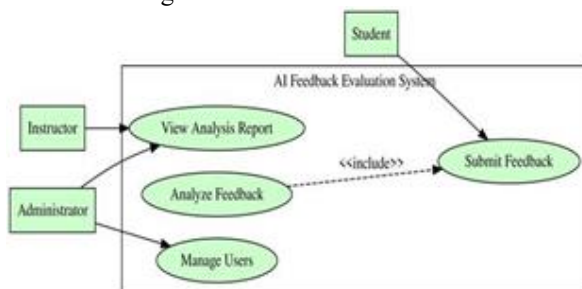 Student
AI Feedback Evaluation System
Instructor
View Analysis Report
<<include>>
Submit Feedback
Analyze Feedback
Administrator
Manage Users